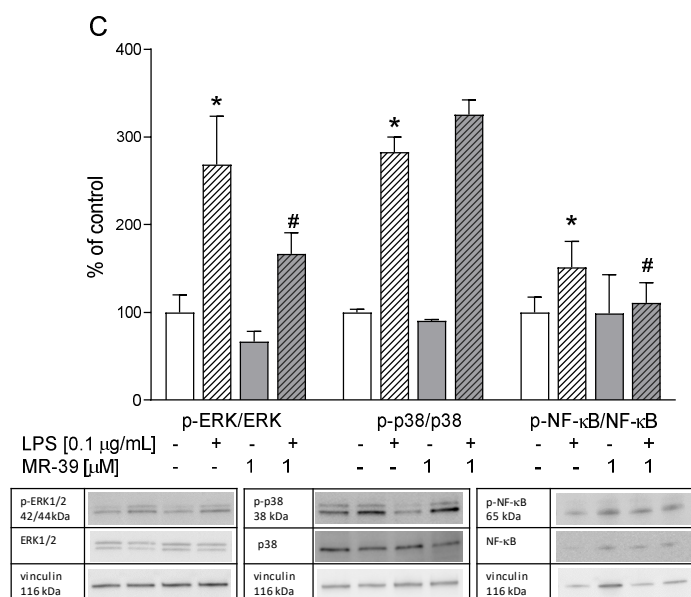 C
400
300
200
100
0
% of control
* # * * #
p-ERK/ERK p-p38/p38 p-NF-κB/NF-κB
LPS [0.1 µg/mL] - + - + - + - + - + - +
MR-39 [µM] - - 1 1 - - 1 1 - - 1 1
p-ERK1/2
42/44kDa
ERK1/2
vinculin
116 kDa
p-p38
38 kDa
p38
vinculin
116 kDa
p-NF-κB
65 kDa
NF-κB
vinculin
116 kDa